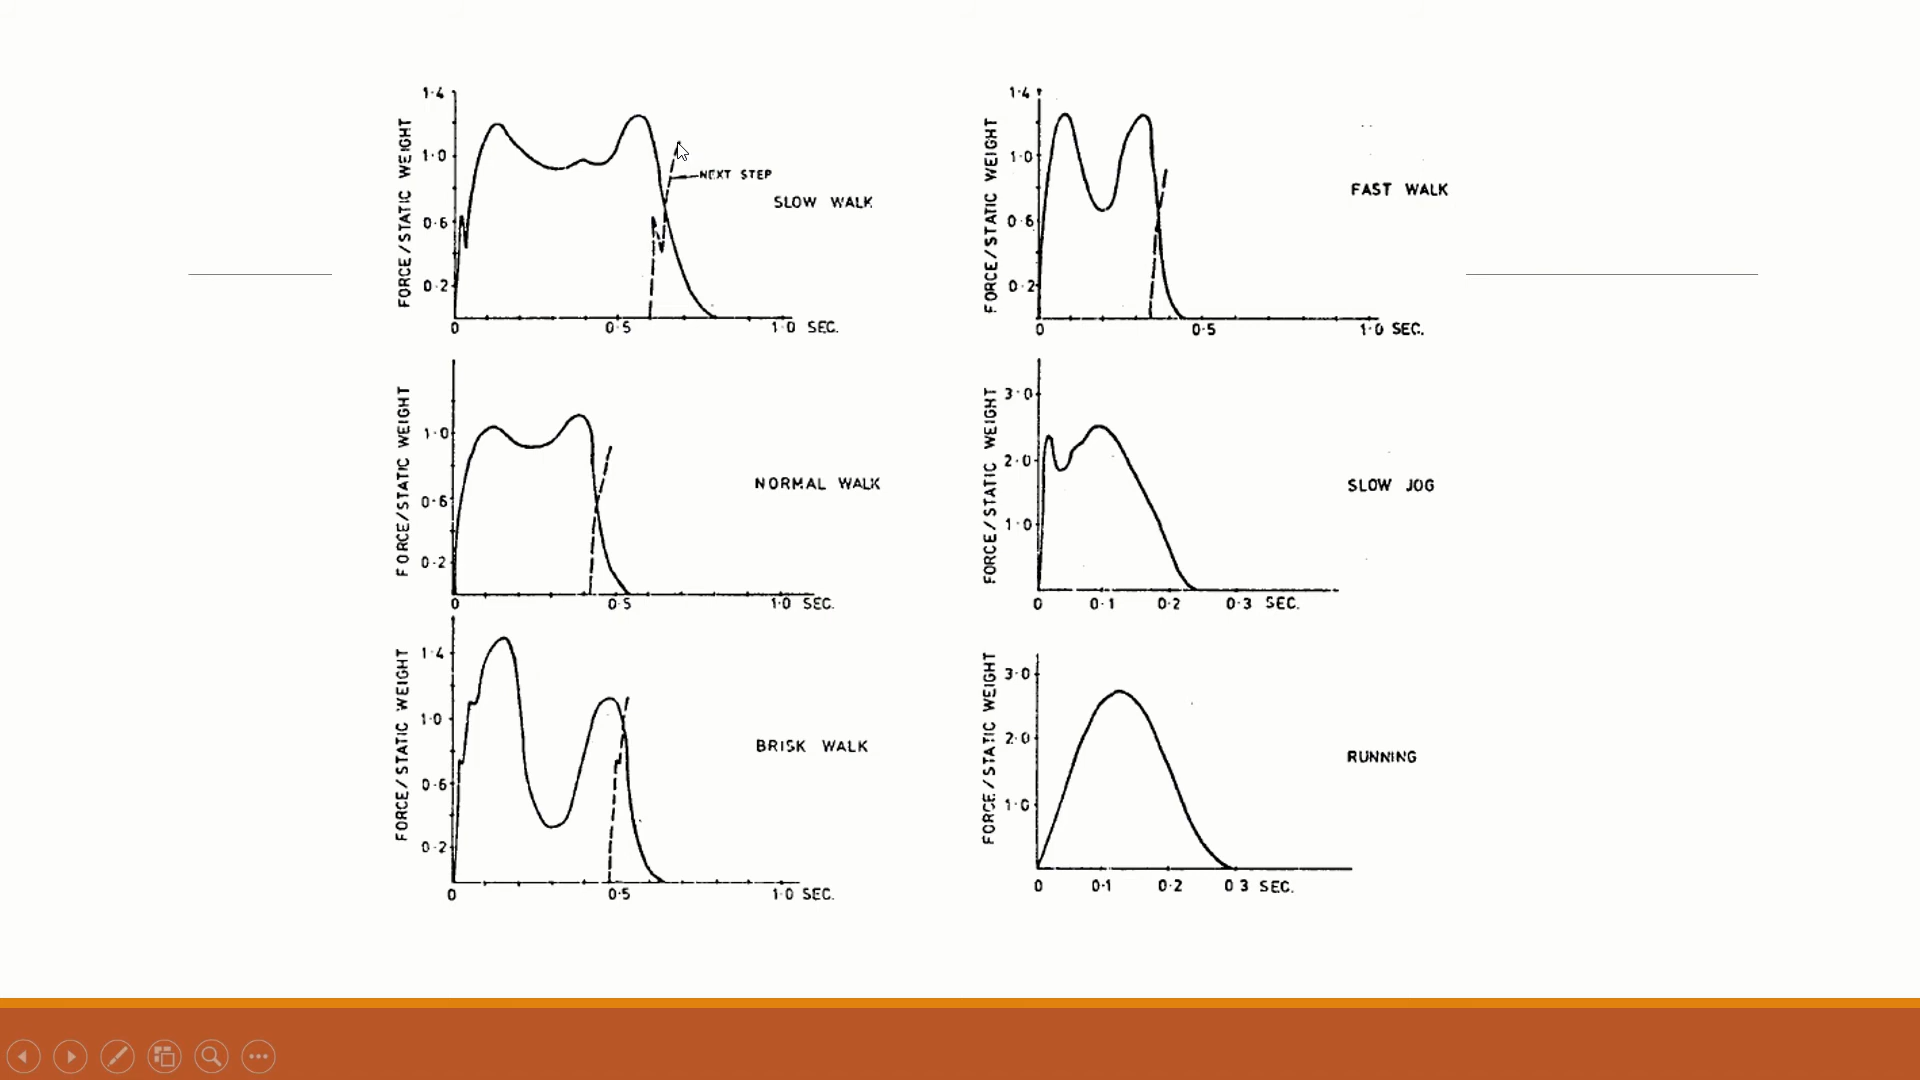 1·4
1·0
0·6
0·2
FORCE/STATIC WEIGHT
NEXT STEP
SLOW WALK
0
0·5
1·0 SEC.
1·4
1·0
0·6
0·2
FORCE/STATIC WEIGHT
FAST WALK
0
0·5
1·0 SEC.
1·0
0·6
0·2
FORCE/STATIC WEIGHT
NORMAL WALK
0
0·5
1·0 SEC.
3·0
2·0
1·0
FORCE/STATIC WEIGHT
SLOW JOG
0
0·1
0·2
0·3 SEC.
1·4
1·0
0·6
0·2
FORCE/STATIC WEIGHT
BRISK WALK
0
0·5
1·0 SEC.
3·0
2·0
1·0
FORCE/STATIC WEIGHT
RUNNING
0
0·1
0·2
0 3 SEC.